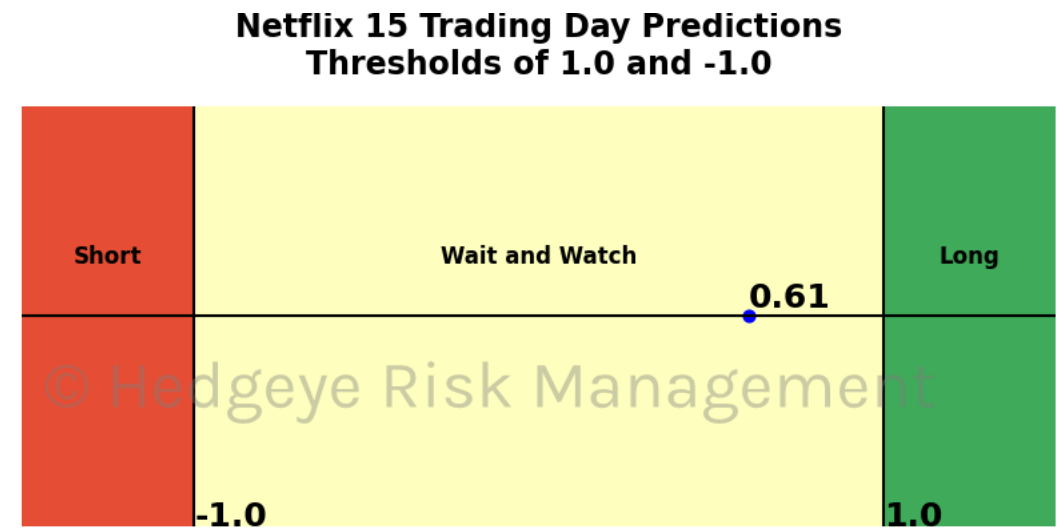 Netflix 15 Trading Day Predictions
Thresholds of 1.0 and -1.0
Short
Wait and Watch
Long
0.61
© Hedgeye Risk Management
-1.0
1.0